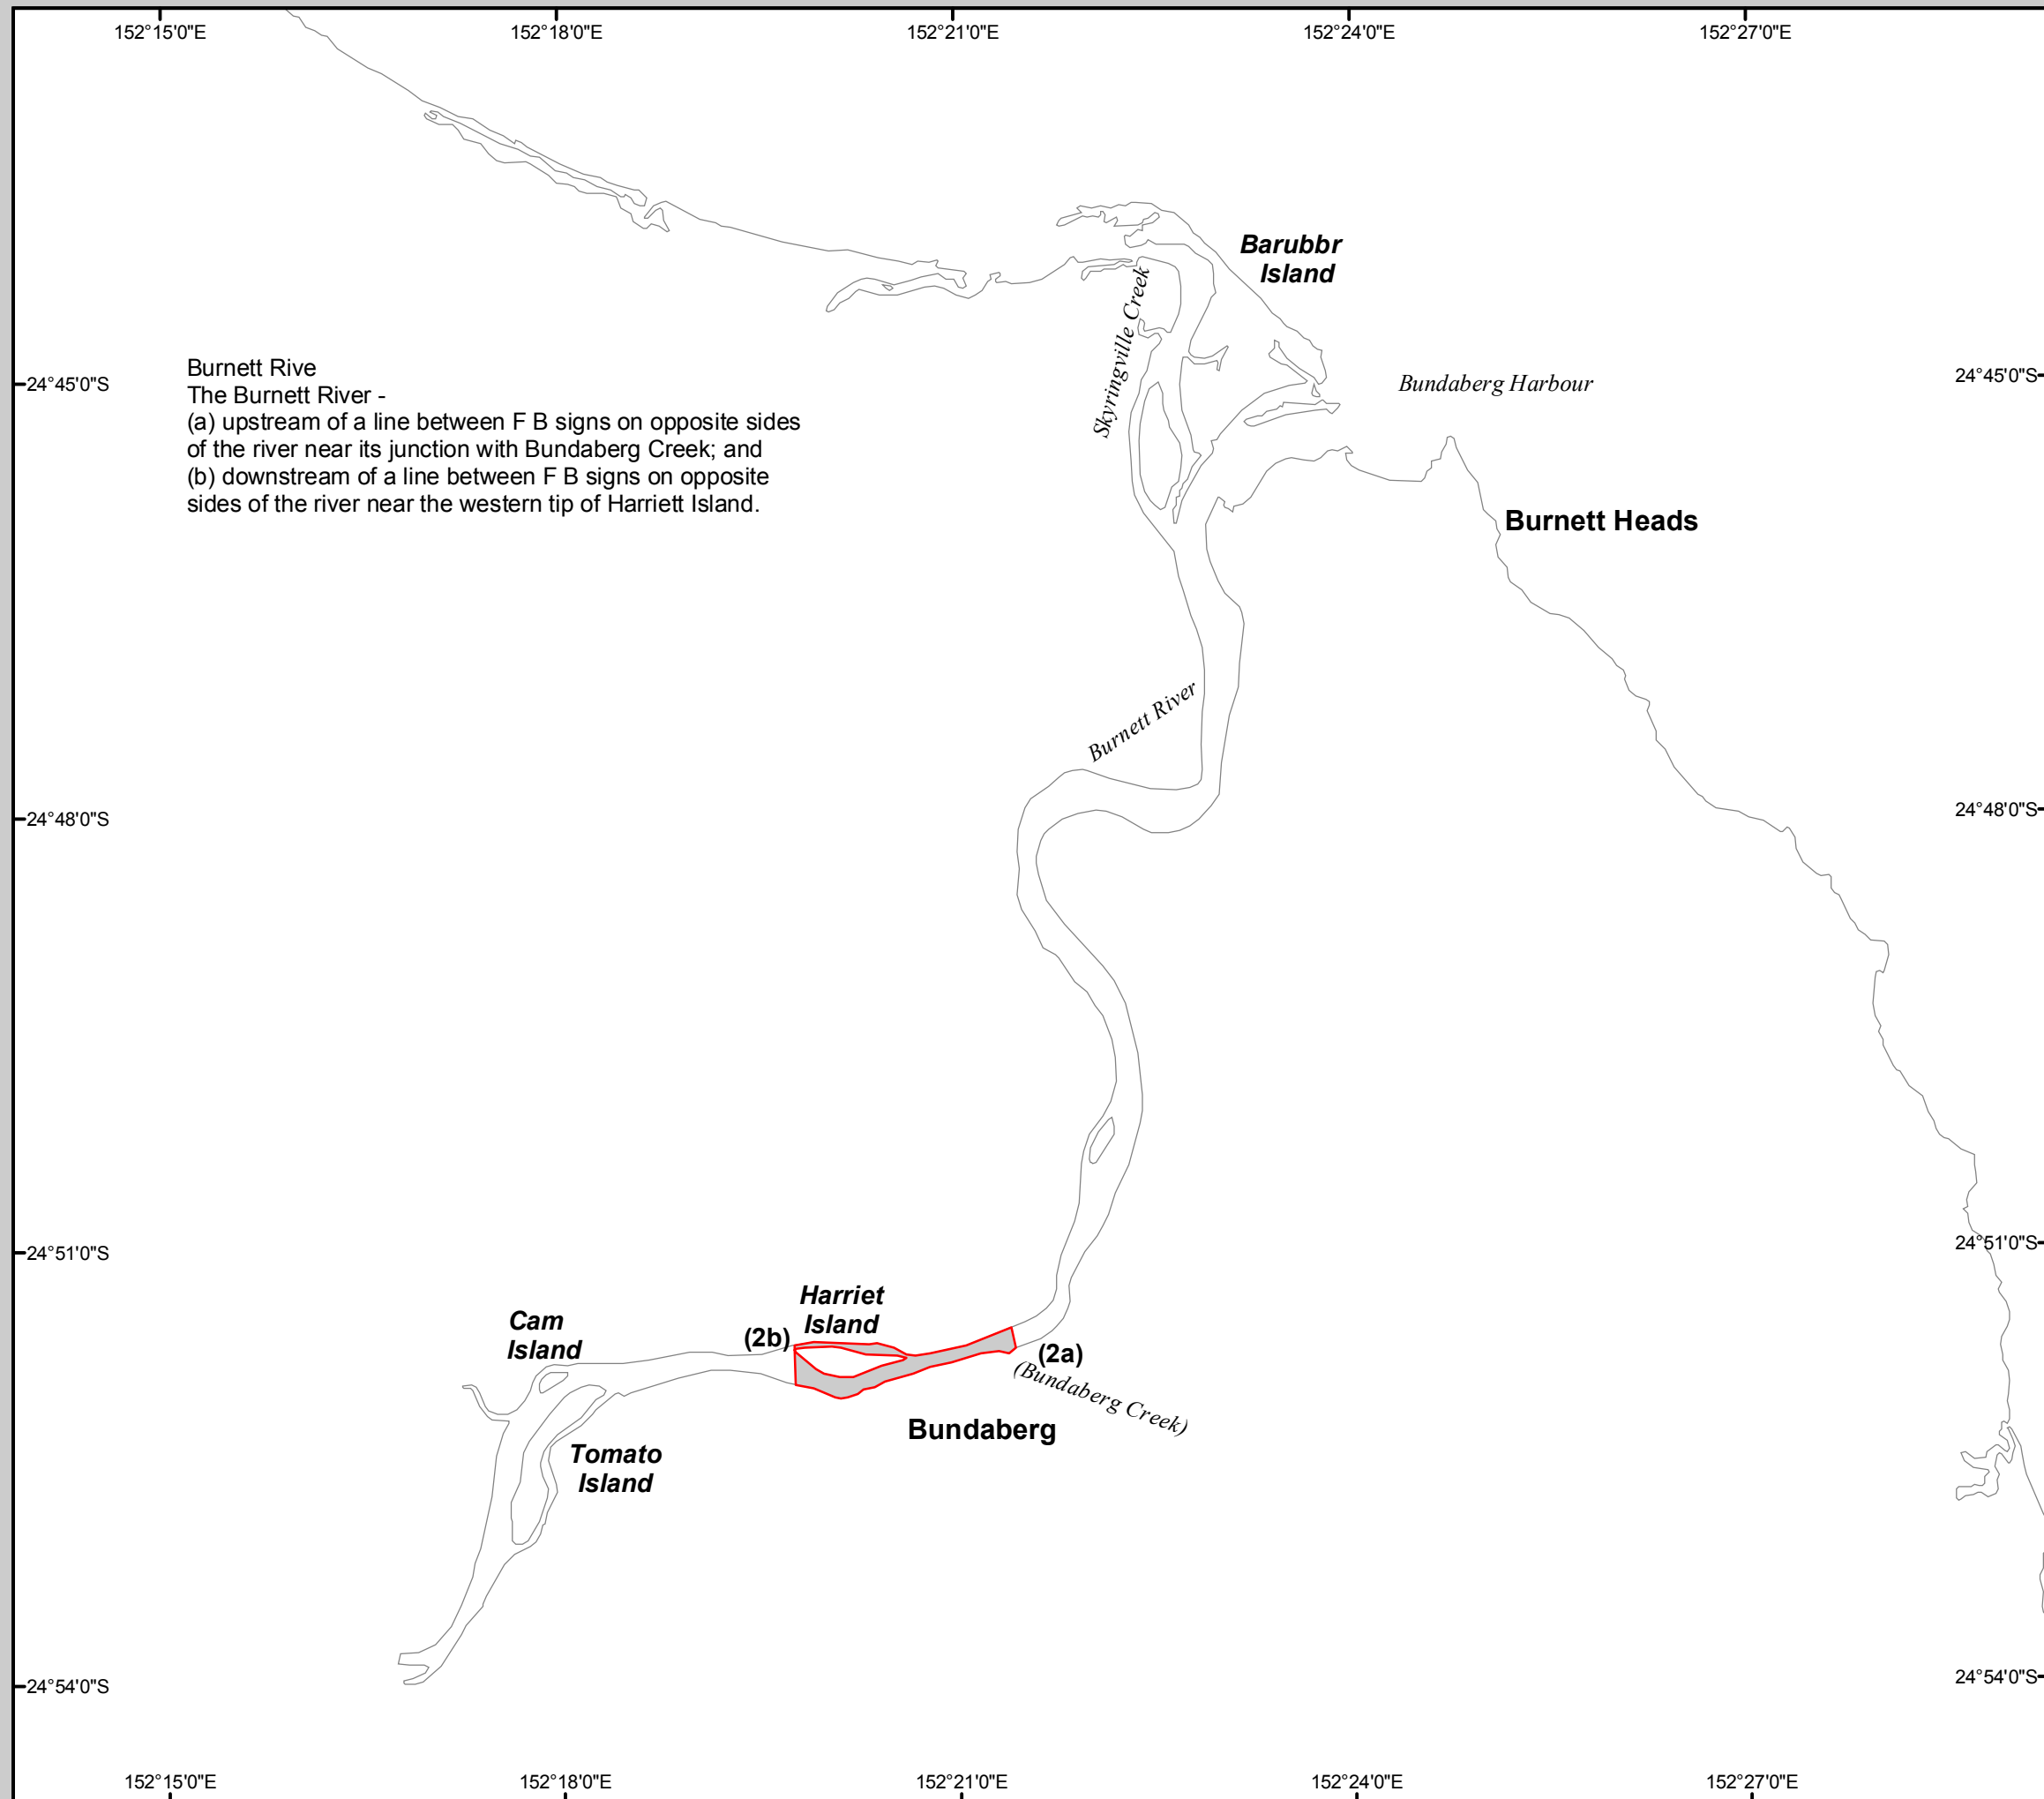 152°15'0"E
152°18'0"E
152°21'0"E
152°24'0"E
152°27'0"E
Barubbr
Island
Skyringville Creek
24°45'0"S
Bundaberg Harbour
24°45'0"S
Burnett Rive
The Burnett River -
(a) upstream of a line between F B signs on opposite sides
of the river near its junction with Bundaberg Creek; and
(b) downstream of a line between F B signs on opposite
sides of the river near the western tip of Harriett Island.
Burnett Heads
Burnett River
24°48'0"S
24°48'0"S
24°51'0"S
24°51'0"S
Harriet
Island
Cam
Island
(2b)
(2a)
(Bundaberg Creek)
Bundaberg
Tomato
Island
24°54'0"S
24°54'0"S
152°15'0"E
152°18'0"E
152°21'0"E
152°24'0"E
152°27'0"E